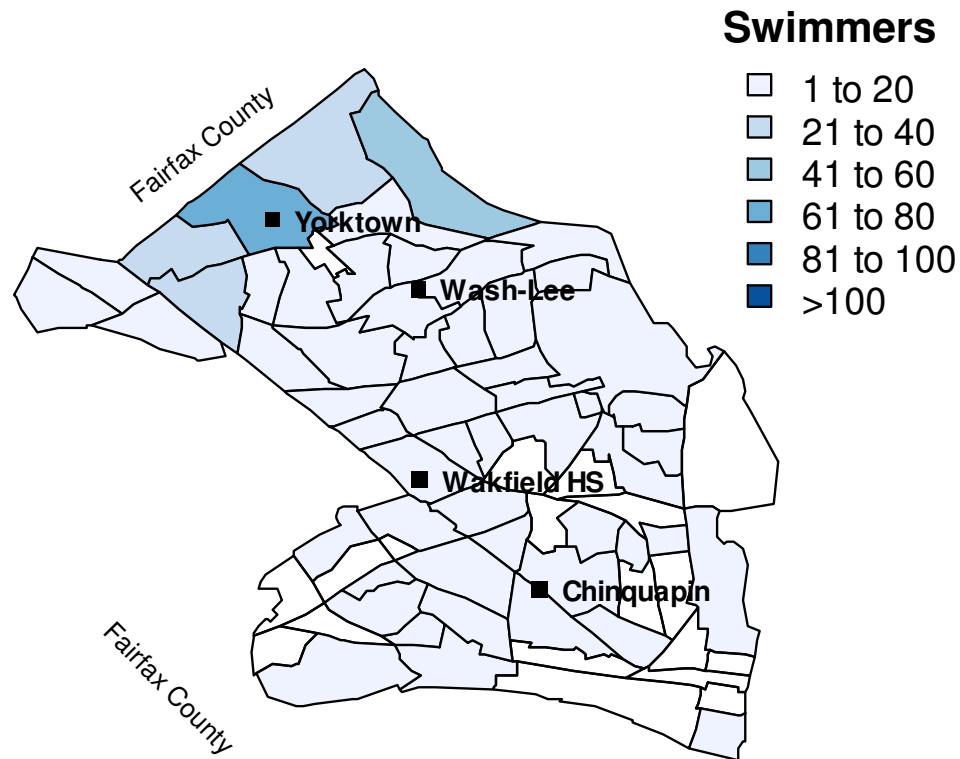 Swimmers
1 to 20
21 to 40
41 to 60
61 to 80
81 to 100
>100
Fairfax County
Yorktown
Wash-Lee
Wakfield HS
Chinquapin
Fairfax County